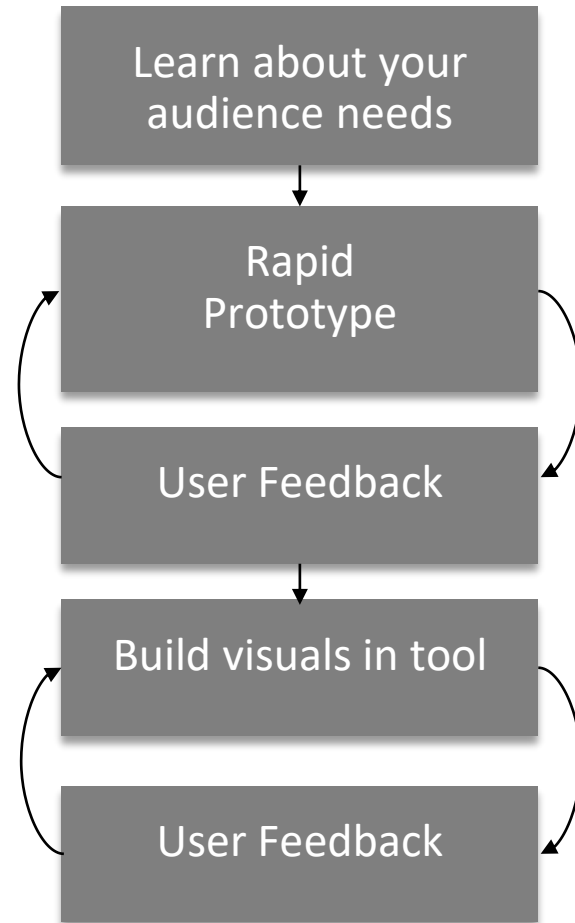 Learn about your
audience needs
Rapid
Prototype
User Feedback
Build visuals in tool
User Feedback